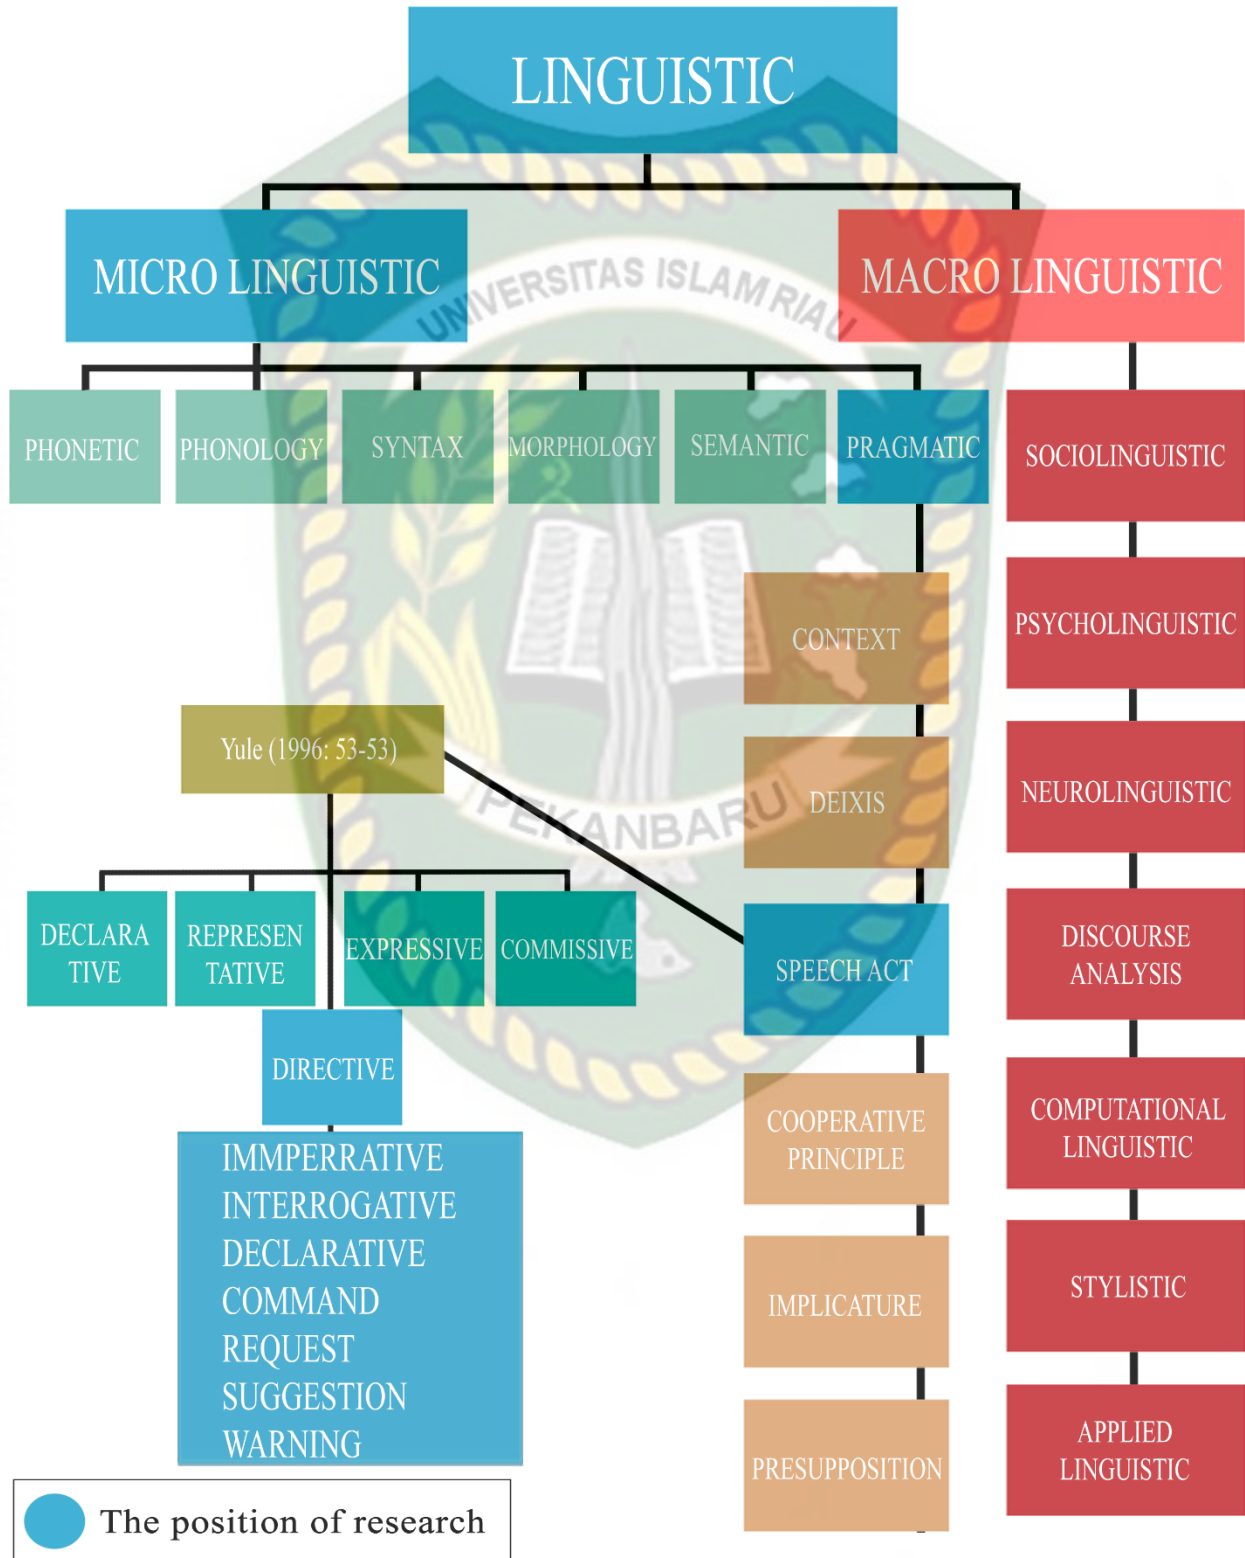 LINGUISTIC
MICRO LINGUISTIC
MACRO LINGUISTIC
UNIVERSITAS ISLAM RIAU
PHONETIC
PHONOLOGY
SYNTAX
MORPHOLOGY
SEMANTIC
PRAGMATIC
SOCIOLINGUISTIC
CONTEXT
PSYCHOLINGUISTIC
Yule (1996: 53-53)
DEIXIS
NEUROLINGUISTIC
PEKANBARU
DECLARA
TIVE
REPRESEN
TATIVE
EXPRESSIVE
COMMISSIVE
SPEECH ACT
DISCOURSE
ANALYSIS
DIRECTIVE
COOPERATIVE
PRINCIPLE
COMPUTATIONAL
LINGUISTIC
IMMPERRATIVE
INTERROGATIVE
DECLARATIVE
COMMAND
REQUEST
SUGGESTION
WARNING
IMPLICATURE
STYLISTIC
PRESUPPOSITION
APPLIED
LINGUISTIC
The position of research